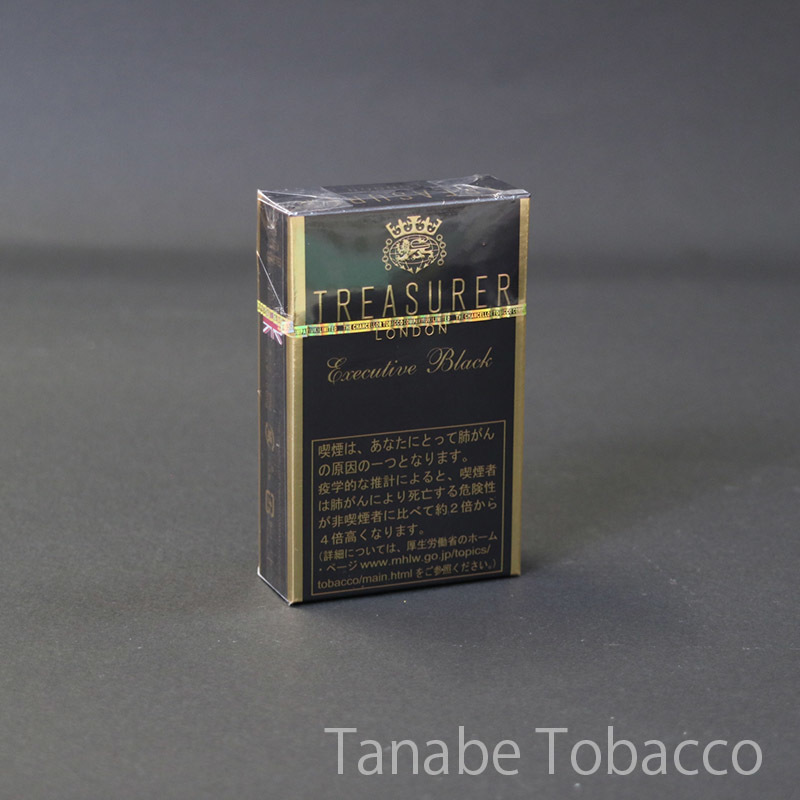 TREASURER
THE CHANCELLOR TOBACCO COMPANY (UK) LIMITED
LONDON
Executive Black
喫煙は、あなたにとって肺がん
の原因の一つとなります。
疫学的な推計によると、喫煙者
は肺がんにより死亡する危険性
が非喫煙者に比べて約２倍から
４倍高くなります。
(詳細については、厚生労働省のホーム
・ページ www.mhlw.go.jp/topics/
tobacco/main.html をご参照ください。)
Tanabe Tobacco